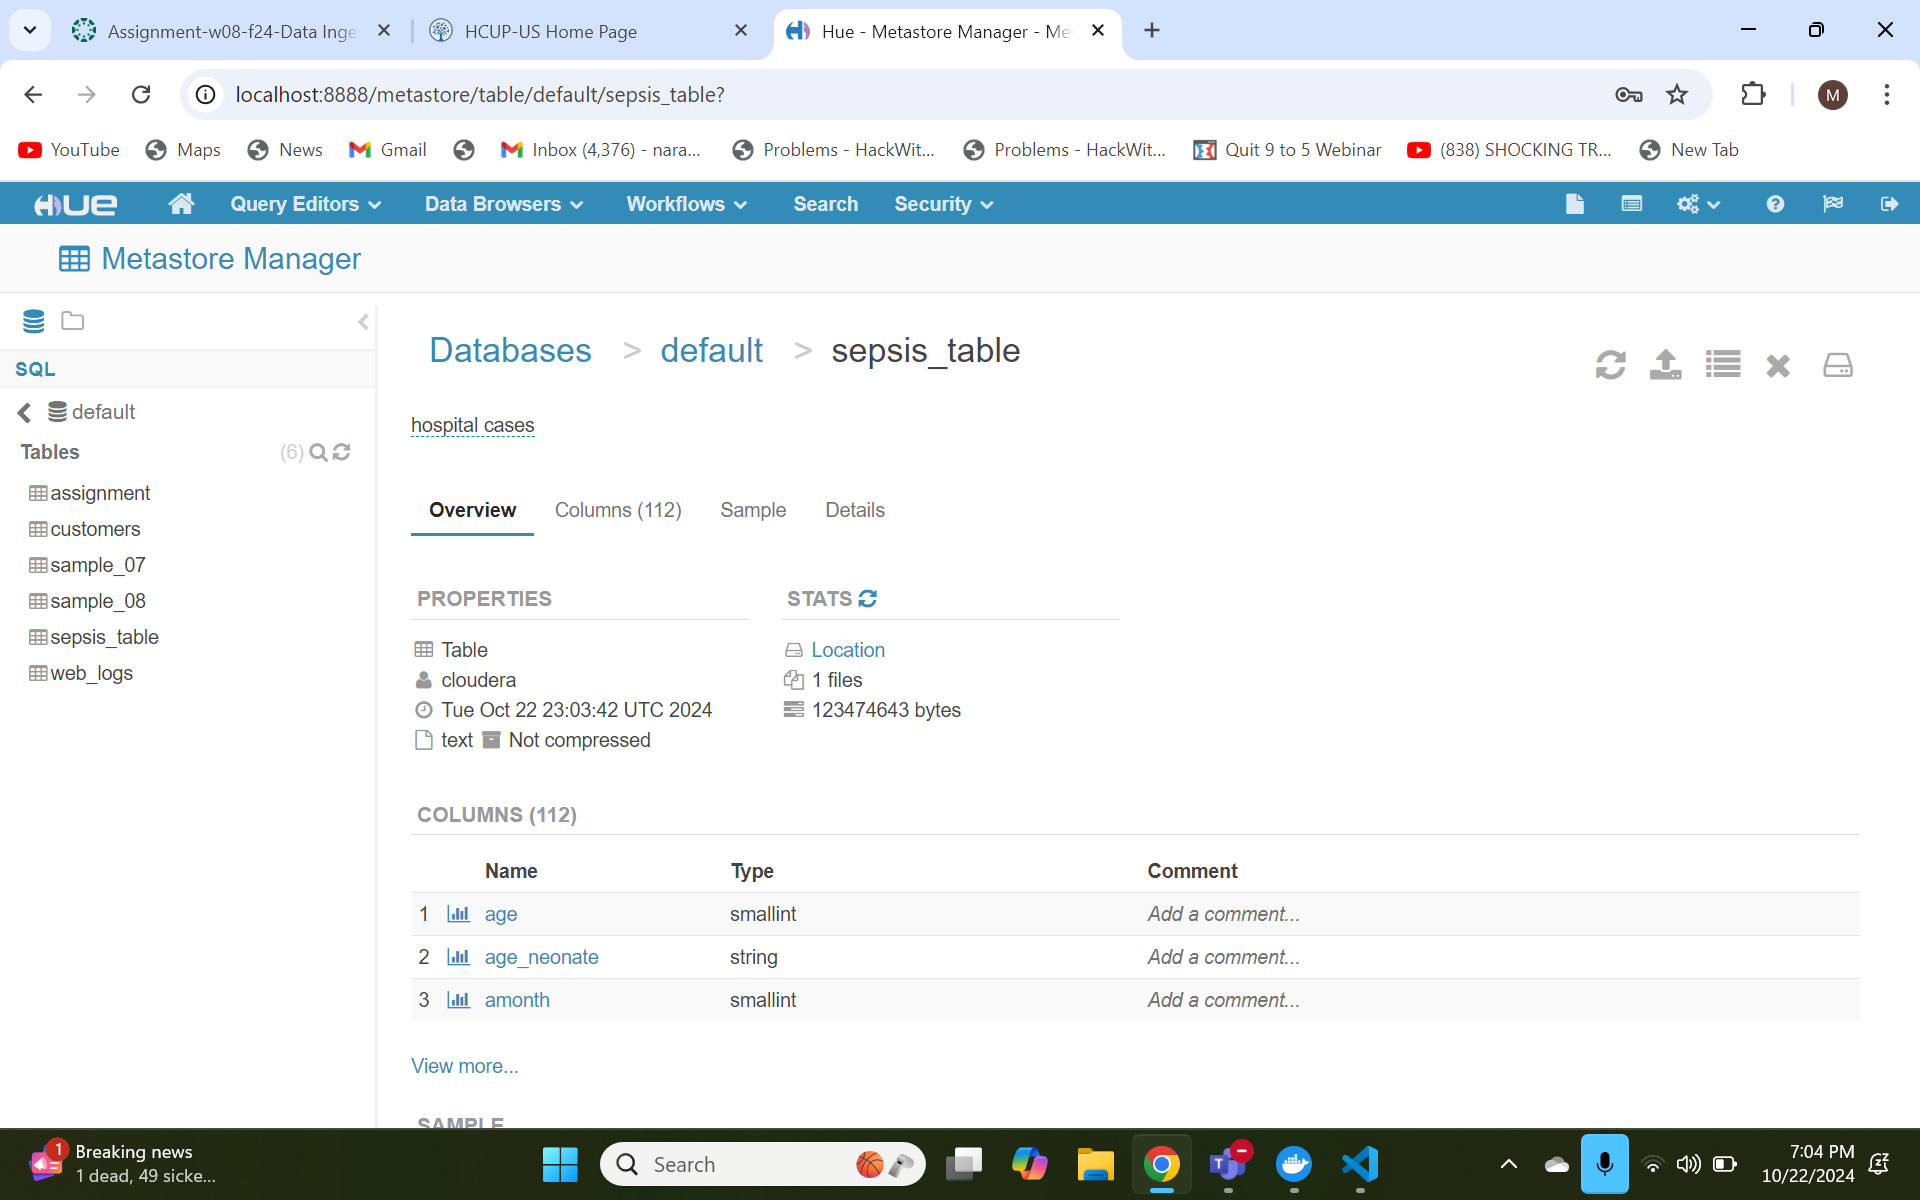 Assignment-w08-f24-Data Inge
HCUP-US Home Page
Hue - Metastore Manager - Me
localhost:8888/metastore/table/default/sepsis_table?
M
YouTube
Maps
News
Gmail
Inbox (4,376) - nara...
Problems - HackWit...
Problems - HackWit...
Quit 9 to 5 Webinar
(838) SHOCKING TR...
New Tab
HUE
Query Editors
Data Browsers
Workflows
Search
Security
Metastore Manager
SQL
default
Tables (6)
assignment
customers
sample_07
sample_08
sepsis_table
web_logs
Databases > default > sepsis_table
hospital cases
Overview Columns (112) Sample Details
PROPERTIES
Table
cloudera
Tue Oct 22 23:03:42 UTC 2024
text Not compressed
STATS
Location
1 files
123474643 bytes
COLUMNS (112)
Name Type Comment
1 age smallint Add a comment...
2 age_neonate string Add a comment...
3 amonth smallint Add a comment...
View more...
SAMPLE
1
Breaking news
1 dead, 49 sicke...
Search
7:04 PM
10/22/2024